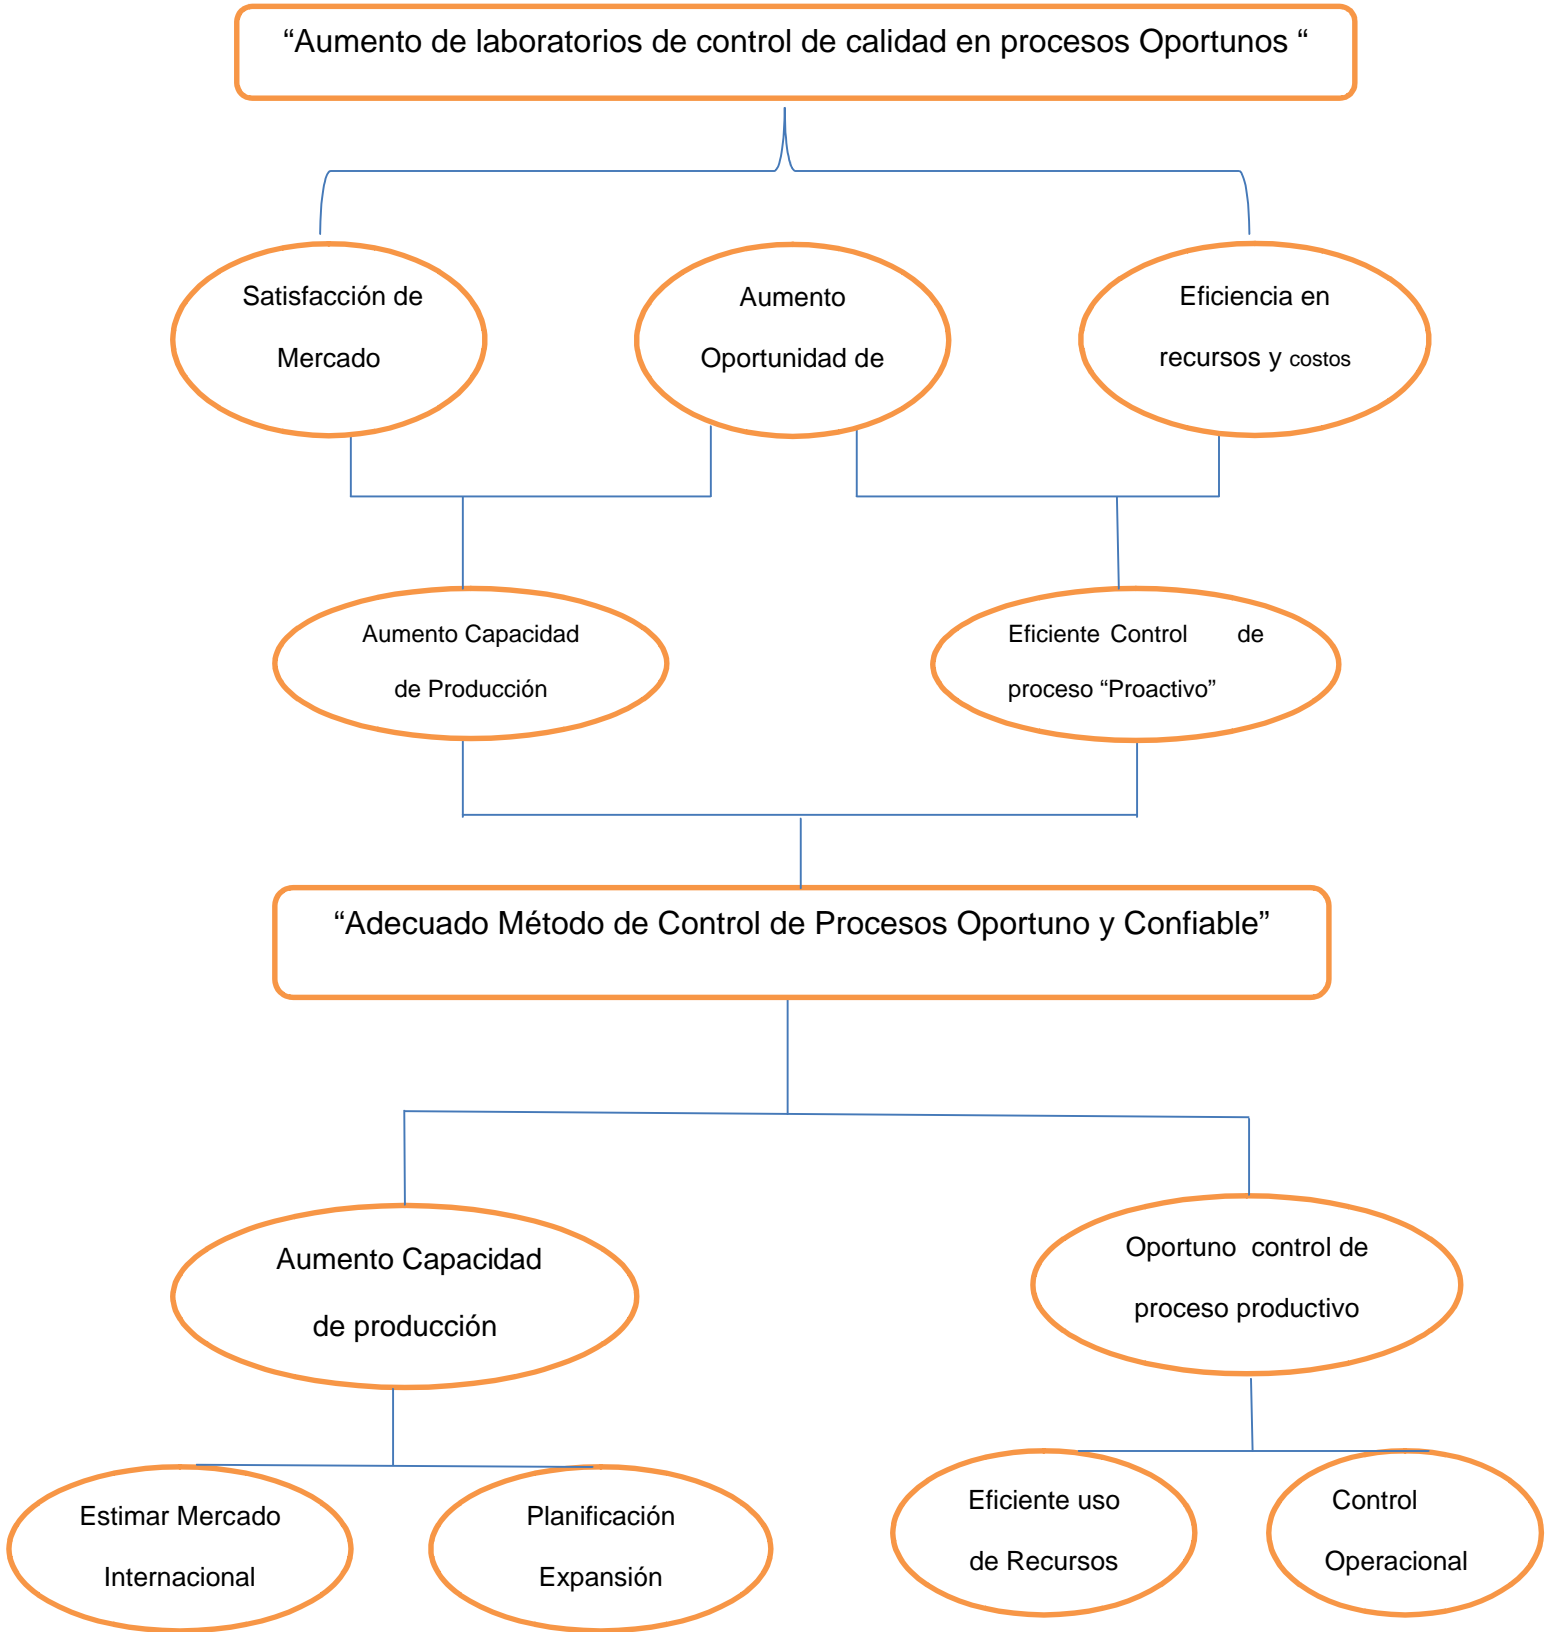 “Aumento de laboratorios de control de calidad en procesos Oportunos “
Satisfacción de
Mercado
Aumento
Oportunidad de
Eficiencia en
recursos y costos
Aumento Capacidad
de Producción
Eficiente Control de
proceso “Proactivo”
“Adecuado Método de Control de Procesos Oportuno y Confiable”
Aumento Capacidad
de producción
Oportuno control de
proceso productivo
Estimar Mercado
Internacional
Planificación
Expansión
Eficiente uso
de Recursos
Control
Operacional